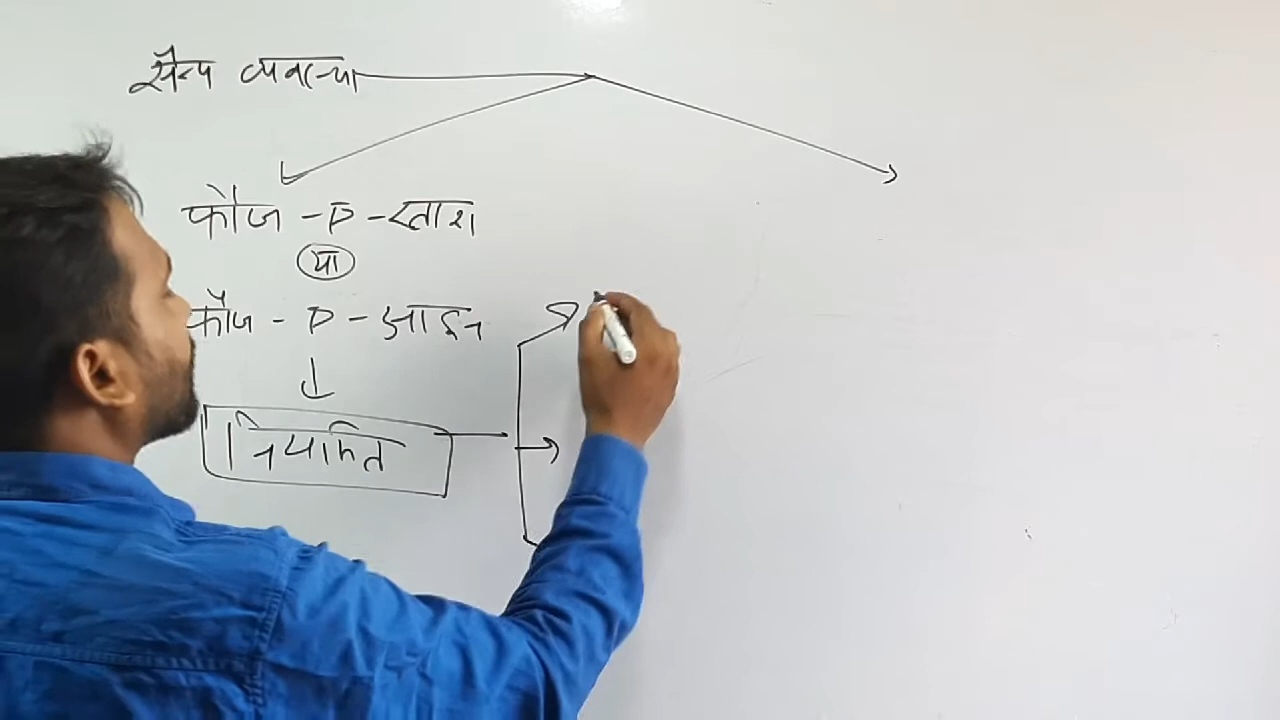 सैन्य व्यवस्था
फौज - ए - खास
या
फौज - ए - आइन
नियमित